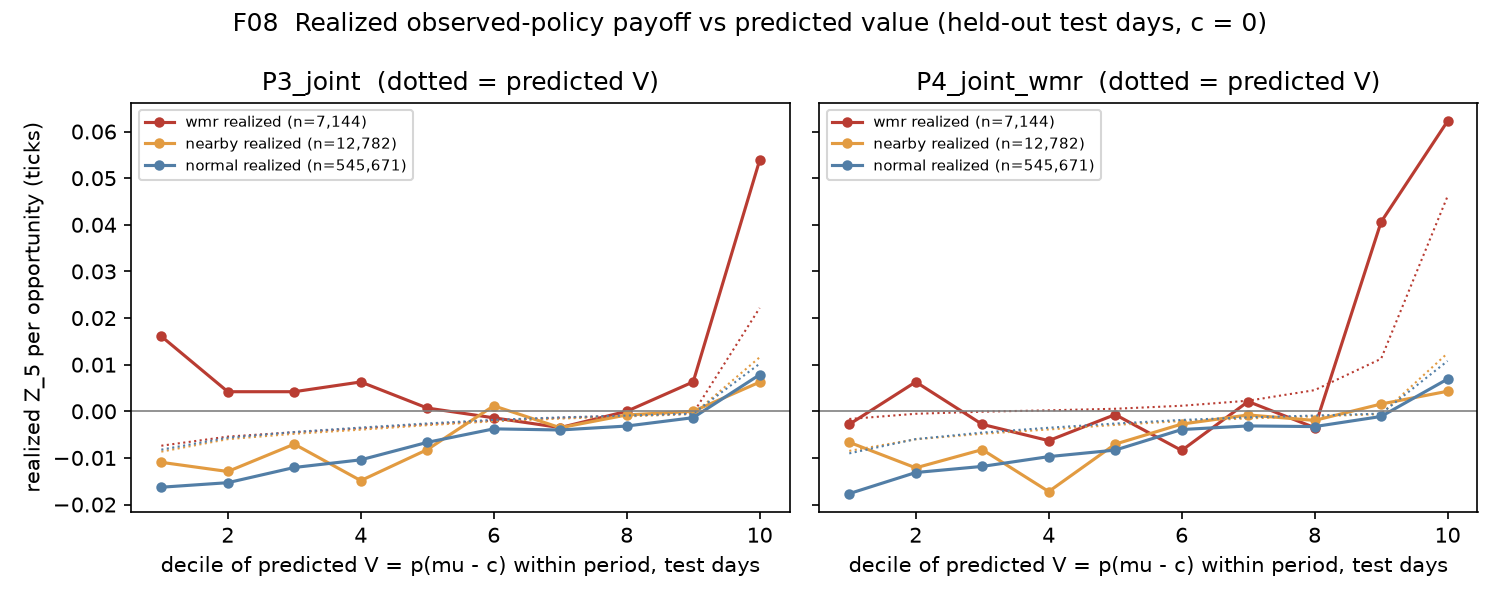 F08  Realized observed-policy payoff vs predicted value (held-out test days, c = 0)
P3_joint  (dotted = predicted V)
wmr realized (n=7,144)
nearby realized (n=12,782)
normal realized (n=545,671)
realized Z_5 per opportunity (ticks)
0.06
0.05
0.04
0.03
0.02
0.01
0.00
−0.01
−0.02
2 4 6 8 10
decile of predicted V = p(mu - c) within period, test days
P4_joint_wmr  (dotted = predicted V)
wmr realized (n=7,144)
nearby realized (n=12,782)
normal realized (n=545,671)
2 4 6 8 10
decile of predicted V = p(mu - c) within period, test days